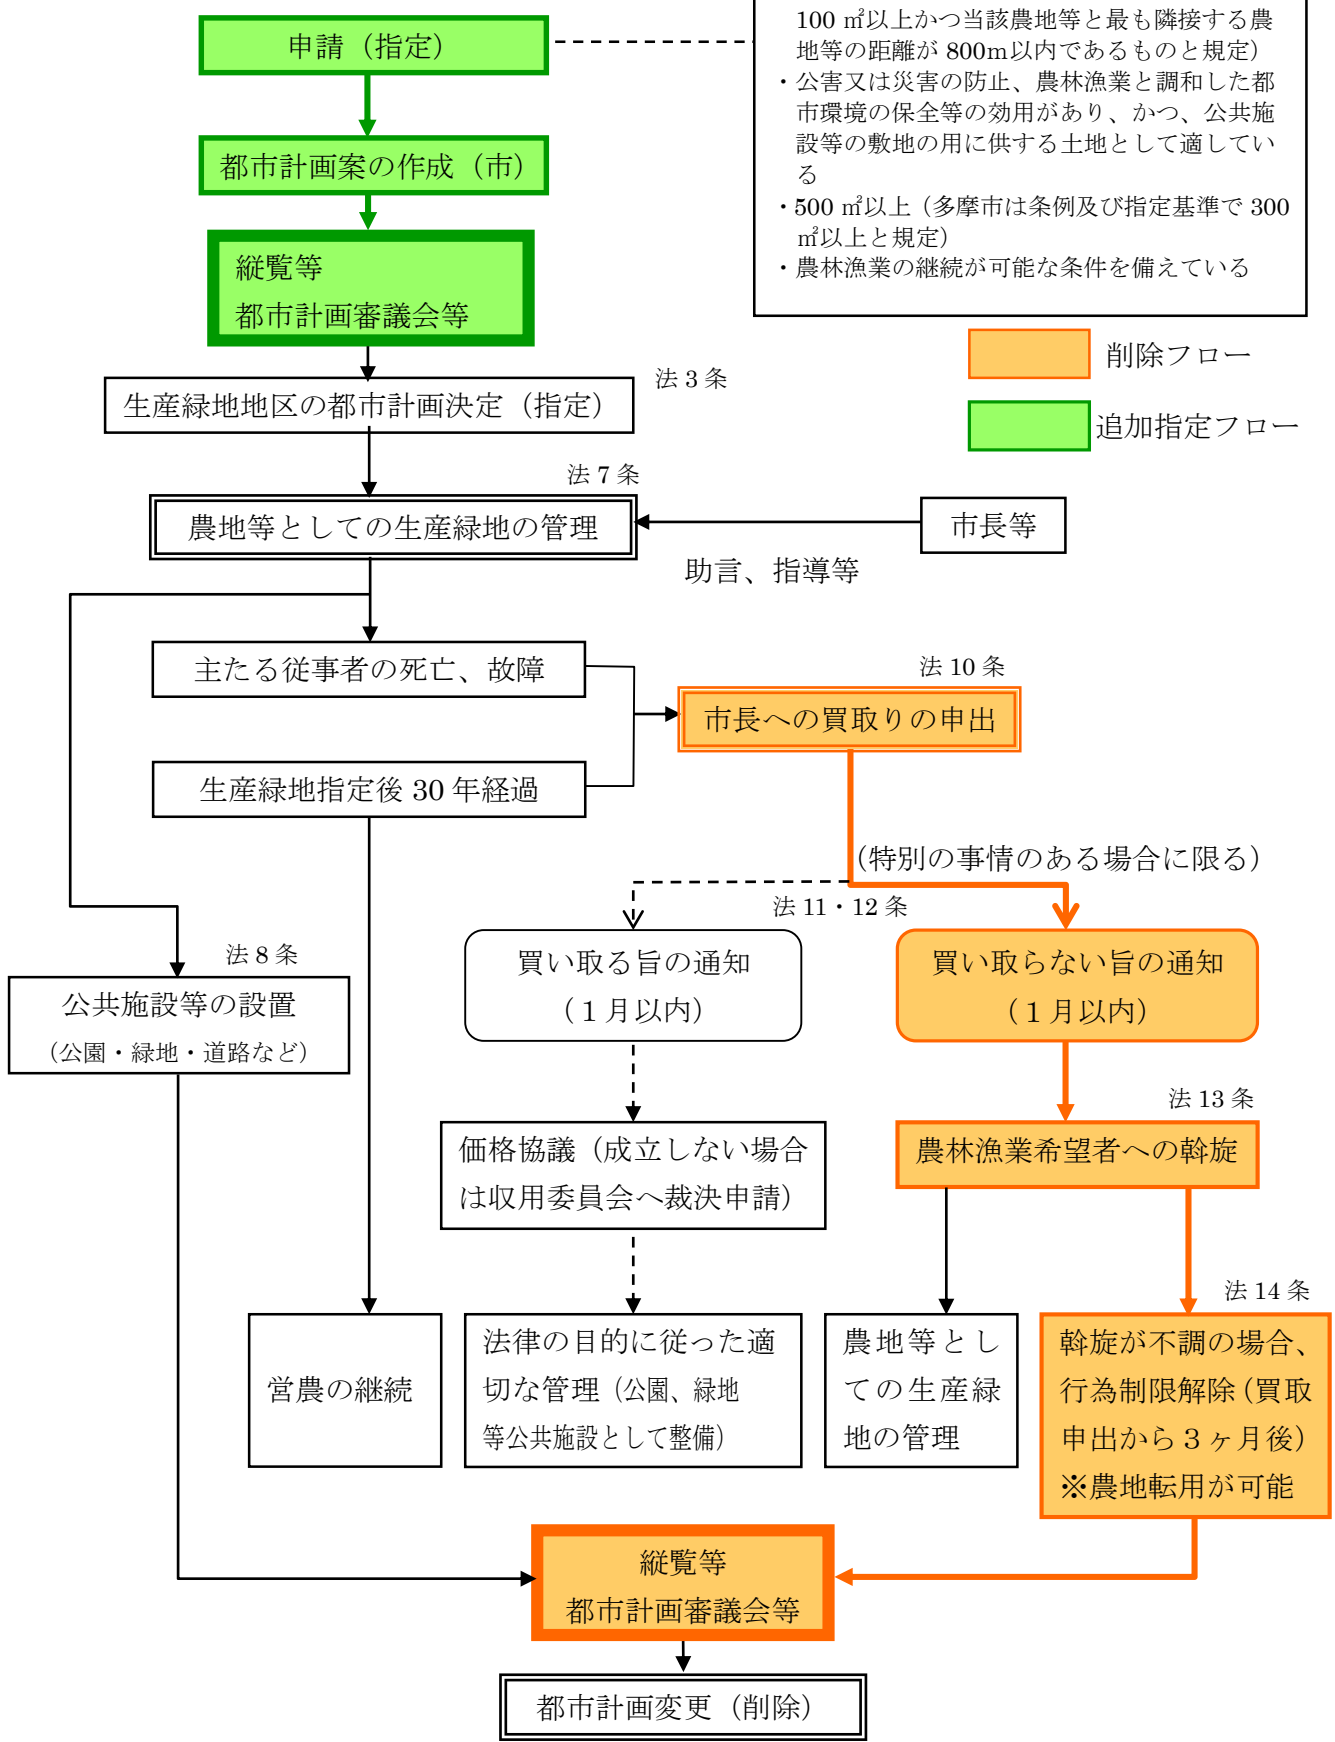 100 ㎡以上かつ当該農地等と最も隣接する農
地等の距離が 800m以内であるものと規定）
・公害又は災害の防止、農林漁業と調和した都
市環境の保全等の効用があり、かつ、公共施
設等の敷地の用に供する土地として適してい
る
・500 ㎡以上（多摩市は条例及び指定基準で 300
㎡以上と規定）
・農林漁業の継続が可能な条件を備えている
申請（指定）
都市計画案の作成（市）
縦覧等
都市計画審議会等
削除フロー
追加指定フロー
法 3 条
生産緑地地区の都市計画決定（指定）
法 7 条
農地等としての生産緑地の管理
市長等
助言、指導等
主たる従事者の死亡、故障
法 10 条
市長への買取りの申出
生産緑地指定後 30 年経過
（特別の事情のある場合に限る）
法 11・12 条
法 8 条
公共施設等の設置
（公園・緑地・道路など）
買い取る旨の通知
（１月以内）
買い取らない旨の通知
（１月以内）
法 13 条
価格協議（成立しない場合
は収用委員会へ裁決申請）
農林漁業希望者への斡旋
法 14 条
営農の継続
法律の目的に従った適
切な管理（公園、緑地
等公共施設として整備）
農地等とし
ての生産緑
地の管理
斡旋が不調の場合、
行為制限解除（買取
申出から３ヶ月後）
※農地転用が可能
縦覧等
都市計画審議会等
都市計画変更（削除）